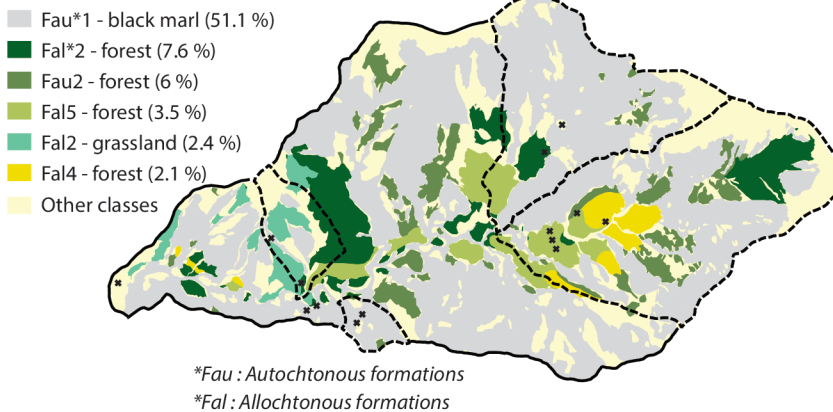 Fau*1 - black marl (51.1 %)
Fal*2 - forest (7.6 %)
Fau2 - forest (6 %)
Fal5 - forest (3.5 %)
Fal2 - grassland (2.4 %)
Fal4 - forest (2.1 %)
Other classes
*Fau : Autochtonous formations
*Fal : Allochtonous formations